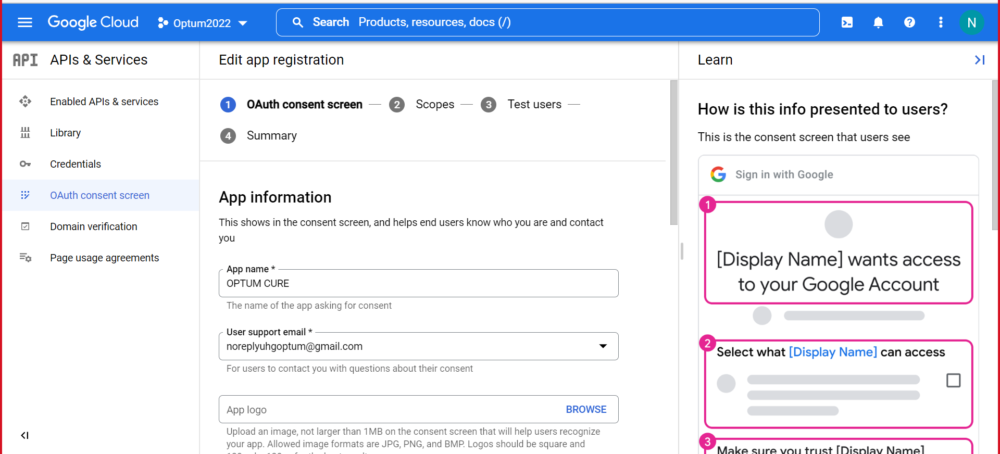 Google Cloud
Optum2022
Search Products, resources, docs (/)
N
API APIs & Services
Enabled APIs & services
Library
Credentials
OAuth consent screen
Domain verification
Page usage agreements
Edit app registration
1 OAuth consent screen
2 Scopes
3 Test users
4 Summary
App information
This shows in the consent screen, and helps end users know who you are and contact
you
App name *
OPTUM CURE
The name of the app asking for consent
User support email *
noreplyuhgoptum@gmail.com
For users to contact you with questions about their consent
App logo
BROWSE
Upload an image, not larger than 1MB on the consent screen that will help users recognize
your app. Allowed image formats are JPG, PNG, and BMP. Logos should be square and
Learn
How is this info presented to users?
This is the consent screen that users see
Sign in with Google
1
[Display Name] wants access
to your Google Account
2
Select what [Display Name] can access
3
Make sure you trust [Display Name]